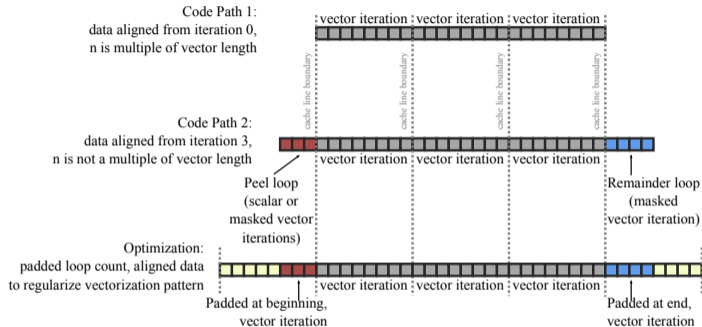 Code Path 1:
data aligned from iteration 0,
n is multiple of vector length
vector iteration vector iteration vector iteration
cache line boundary
cache line boundary
cache line boundary
cache line boundary
Code Path 2:
data aligned from iteration 3,
n is not a multiple of vector length
vector iteration vector iteration vector iteration
Peel loop
(scalar or
masked vector
iterations)
Remainder loop
(masked
vector iteration)
Optimization:
padded loop count, aligned data
to regularize vectorization pattern
vector iteration vector iteration vector iteration
Padded at beginning,
vector iteration
Padded at end,
vector iteration